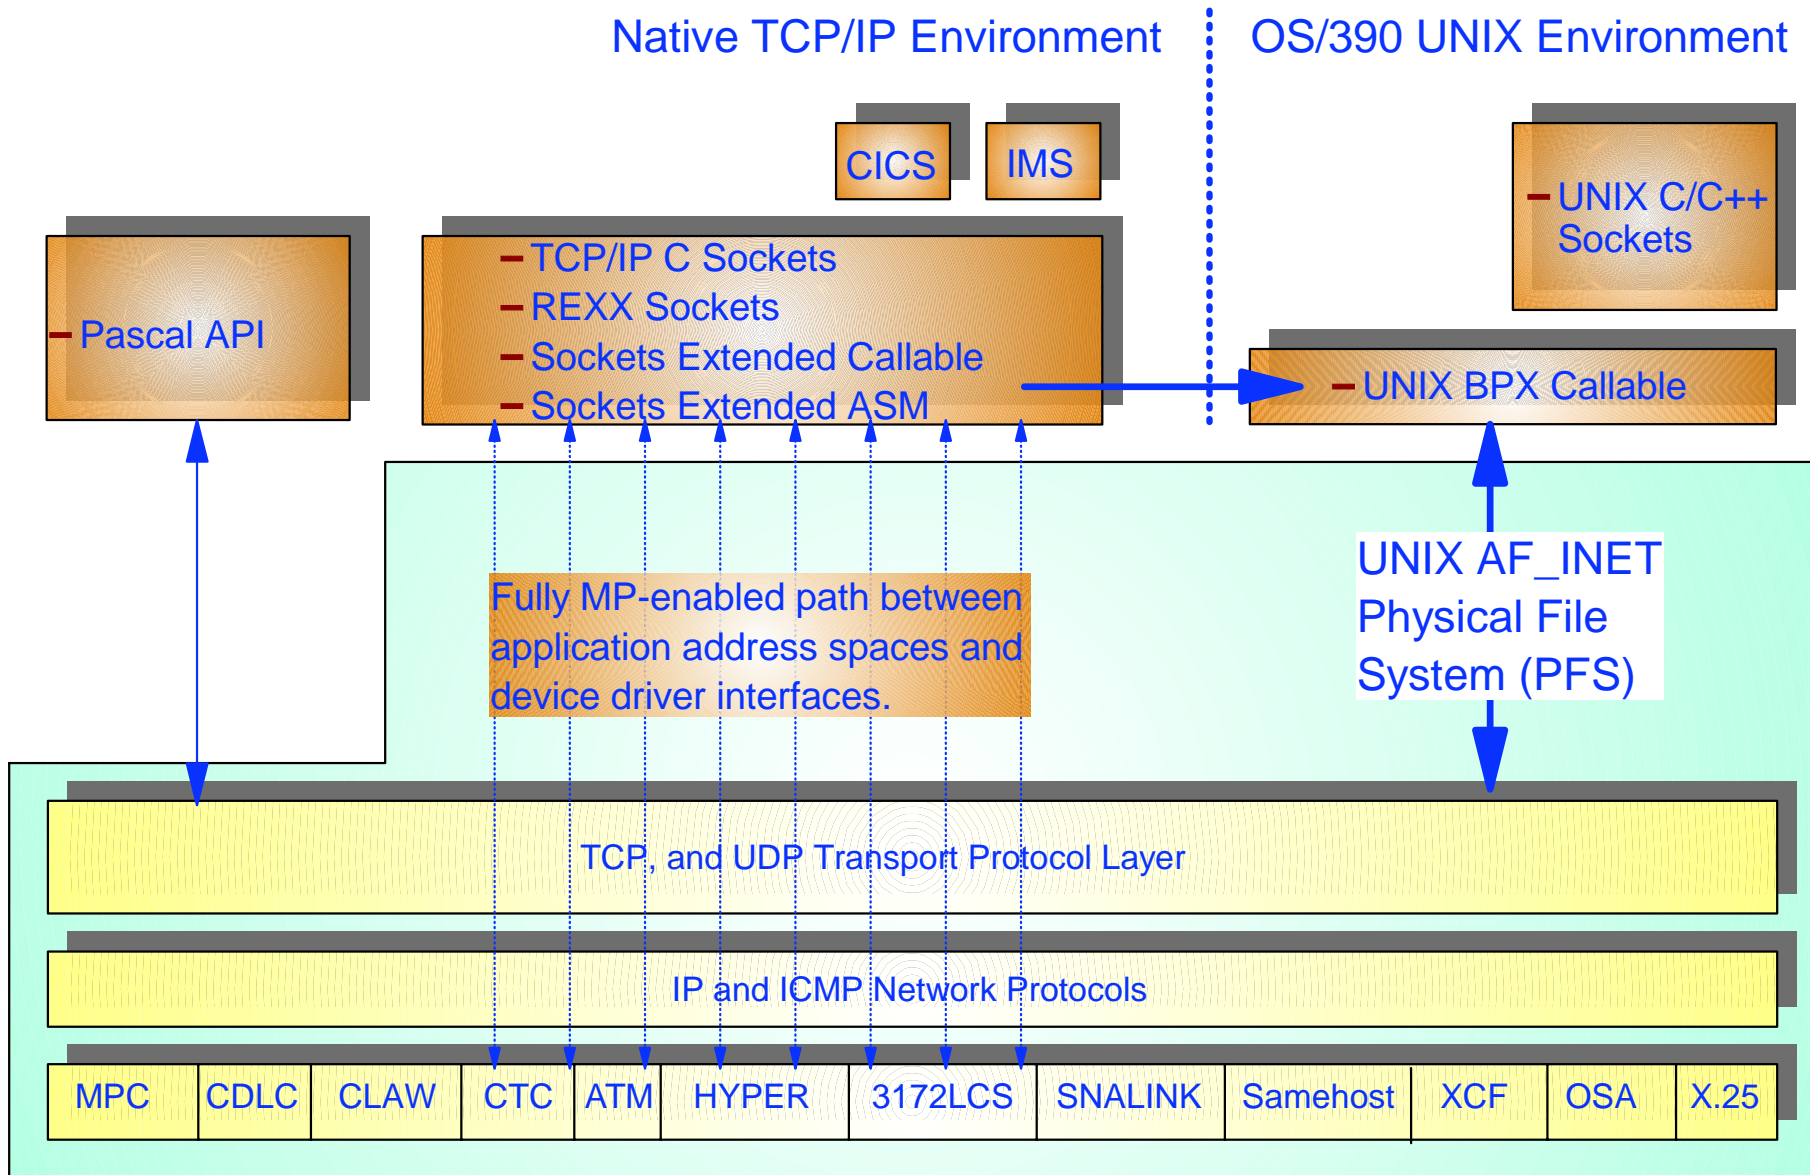 Native TCP/IP Environment
OS/390 UNIX Environment
CICS
IMS
UNIX C/C++
Sockets
Pascal API
TCP/IP C Sockets
REXX Sockets
Sockets Extended Callable
Sockets Extended ASM
UNIX BPX Callable
Fully MP-enabled path between
application address spaces and
device driver interfaces.
UNIX AF_INET
Physical File
System (PFS)
TCP, and UDP Transport Protocol Layer
IP and ICMP Network Protocols
MPC
CDLC
CLAW
CTC
ATM
HYPER
3172LCS
SNALINK
Samehost
XCF
OSA
X.25